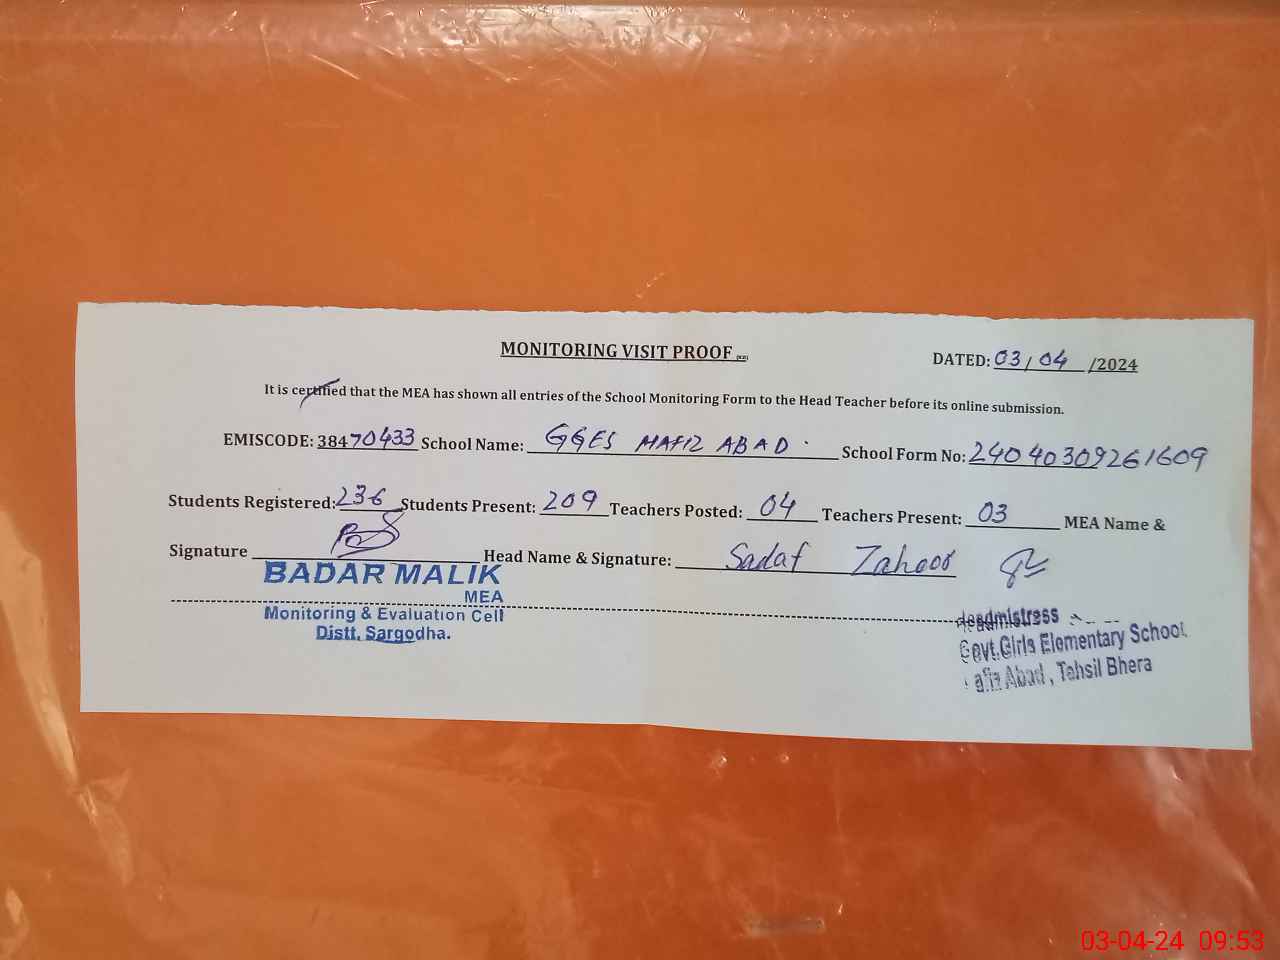 MONITORING VISIT PROOF
DATED: 03/04/2024
It is certified that the MEA has shown all entries of the School Monitoring Form to the Head Teacher before its online submission.
EMISCODE: 38470433 School Name: GGES HAFIZ ABAD. School Form No: 24040309261609
Students Registered: 236 Students Present: 209 Teachers Posted: 04 Teachers Present: 03 MEA Name &
Signature Head Name & Signature: Sadaf Zahoor
BADAR MALIK
MEA
Monitoring & Evaluation Cell
Distt, Sargodha.
Headmistress
Govt.Girls Elementary School
afiz Abad, Tehsil Bhera
03-04-24 09:53